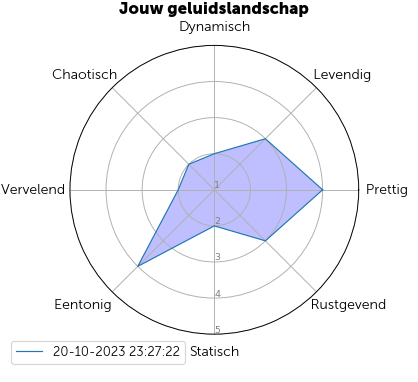 Jouw geluidslandschap
Dynamisch
Chaotisch
Levendig
Vervelend
Prettig
1
2
3
4
5
Eentonig
Rustgevend
20-10-2023 23:27:22
Statisch